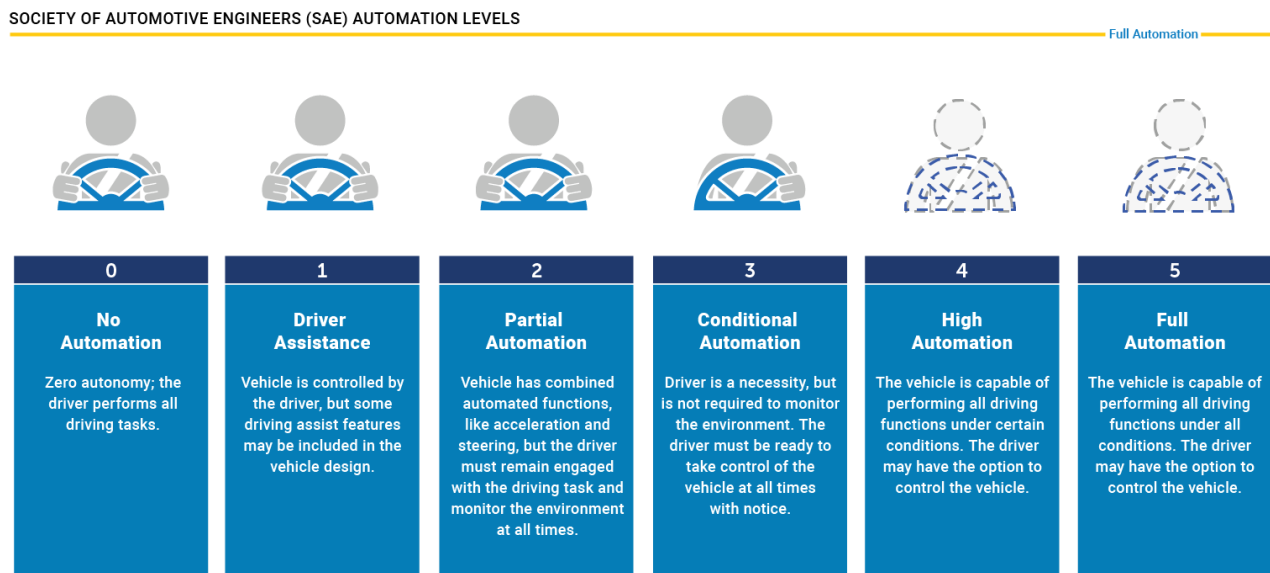 SOCIETY OF AUTOMOTIVE ENGINEERS (SAE) AUTOMATION LEVELS
Full Automation
0
No
Automation
Zero autonomy; the
driver performs all
driving tasks.
1
Driver
Assistance
Vehicle is controlled by
the driver, but some
driving assist features
may be included in the
vehicle design.
2
Partial
Automation
Vehicle has combined
automated functions,
like acceleration and
steering, but the driver
must remain engaged
with the driving task and
monitor the environment
at all times.
3
Conditional
Automation
Driver is a necessity, but
is not required to monitor
the environment. The
driver must be ready to
take control of the
vehicle at all times
with notice.
4
High
Automation
The vehicle is capable of
performing all driving
functions under certain
conditions. The driver
may have the option to
control the vehicle.
5
Full
Automation
The vehicle is capable of
performing all driving
functions under all
conditions. The driver
may have the option to
control the vehicle.